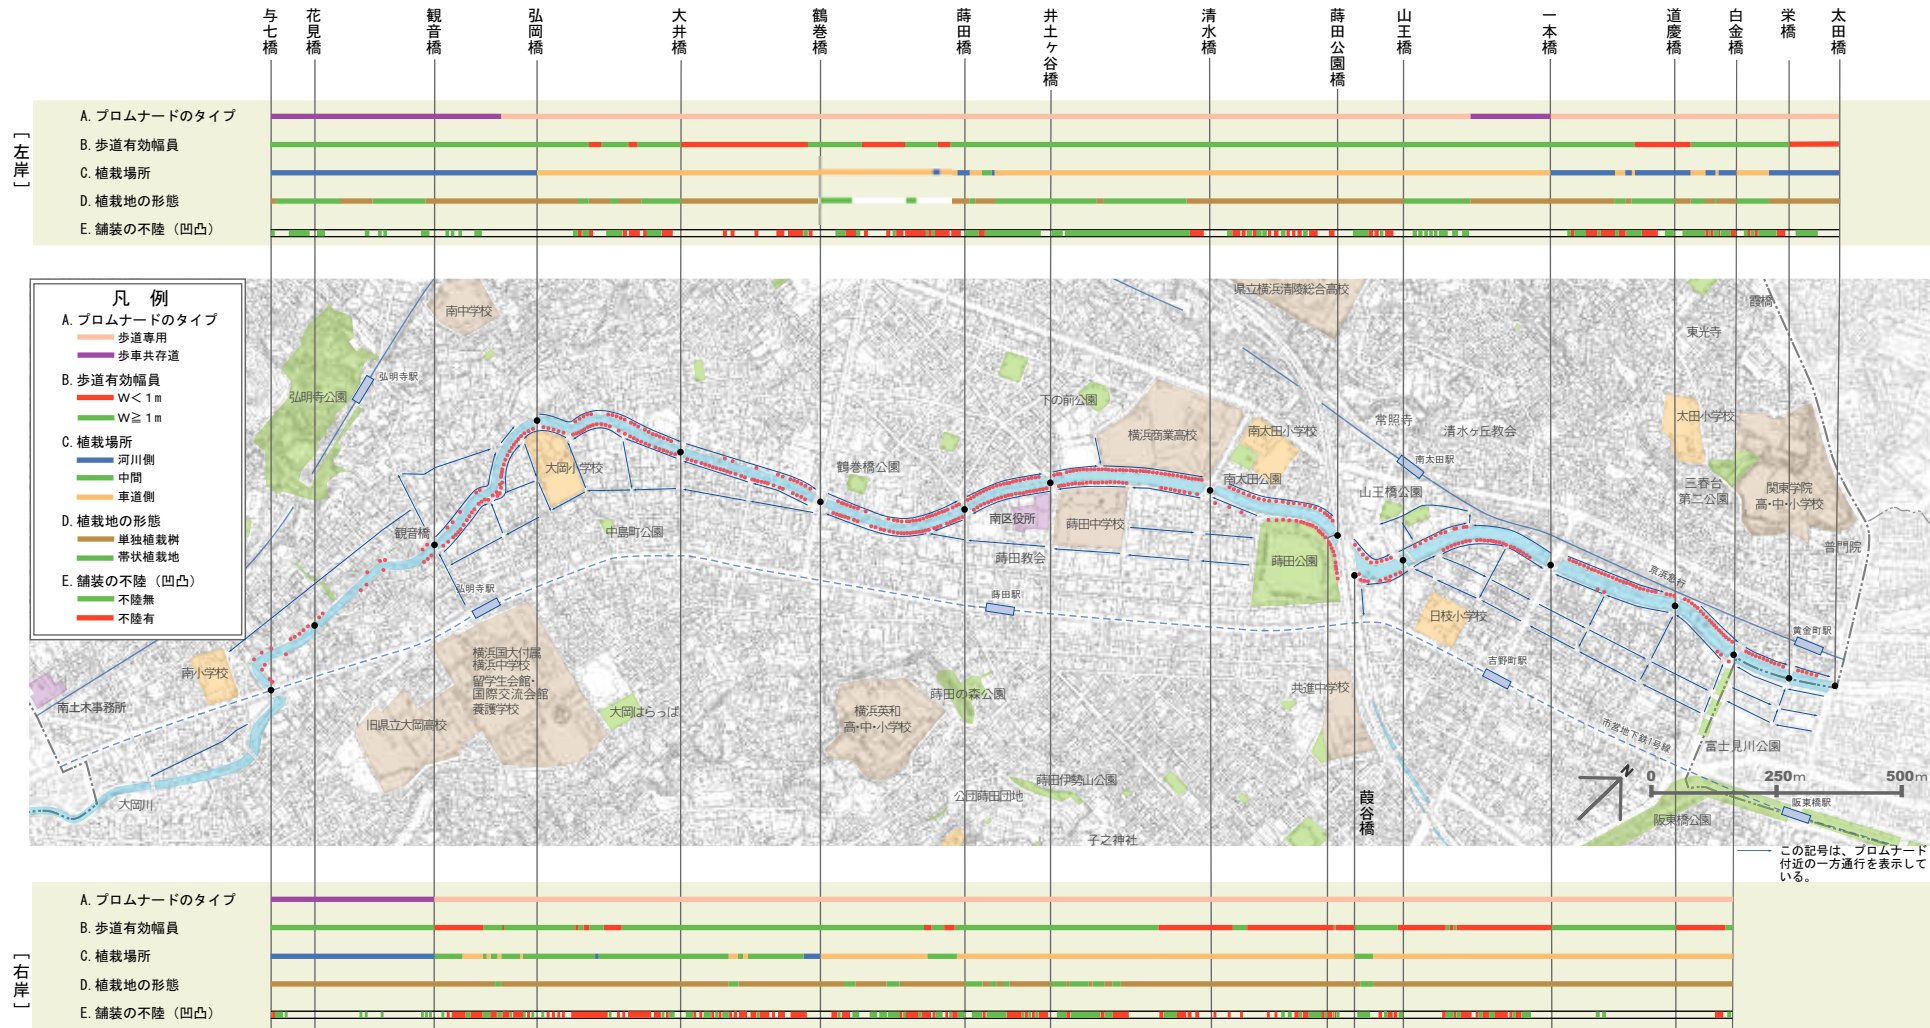 与七橋
花見橋
観音橋
弘岡橋
大井橋
鶴巻橋
蒔田橋
井土ヶ谷橋
清水橋
蒔田公園橋
山王橋
一本橋
道慶橋
白金橋
栄橋
太田橋
［左岸］
A. プロムナードのタイプ
B. 歩道有効幅員
C. 植栽場所
D. 植栽地の形態
E. 舗装の不陸（凹凸）
凡 例
A. プロムナードのタイプ
歩道専用
歩車共存道
B. 歩道有効幅員
W＜1m
W≧1m
C. 植栽場所
河川側
中間
車道側
D. 植栽地の形態
単独植栽桝
帯状植栽地
E. 舗装の不陸（凹凸）
不陸無
不陸有
南中学校
県立横浜清陵総合高校
霞橋
東光寺
弘明寺駅
弘明寺公園
下の前公園
横浜商業高校
南太田小学校
常照寺
清水ヶ丘教会
太田小学校
大岡小学校
鶴巻橋公園
南太田公園
南太田駅
山王橋公園
三春台
第二公園
関東学院
高・中・小学校
観音橋
中島町公園
南区役所
蒔田中学校
蒔田教会
蒔田公園
普門院
京浜急行
弘明寺駅
蒔田駅
日枝小学校
黄金町駅
南小学校
横浜国大付属
横浜中学校
留学生会館・
国際交流会館
養護学校
吉野町駅
南土木事務所
旧県立大岡高校
大岡はらっぱ
横浜英和
高・中・小学校
蒔田の森公園
共進中学校
市営地下鉄1号線
富士見川公園
大岡川
公団蒔田団地
蒔田伊勢山公園
子之神社
葭谷橋
N
0 250m 500m
阪東橋駅
阪東橋公園
この記号は、プロムナード
付近の一方通行を表示して
いる。
［右岸］
A. プロムナードのタイプ
B. 歩道有効幅員
C. 植栽場所
D. 植栽地の形態
E. 舗装の不陸（凹凸）